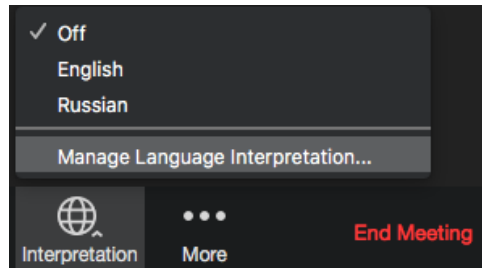 Off
English
Russian
Manage Language Interpretation...
Interpretation
More
End Meeting